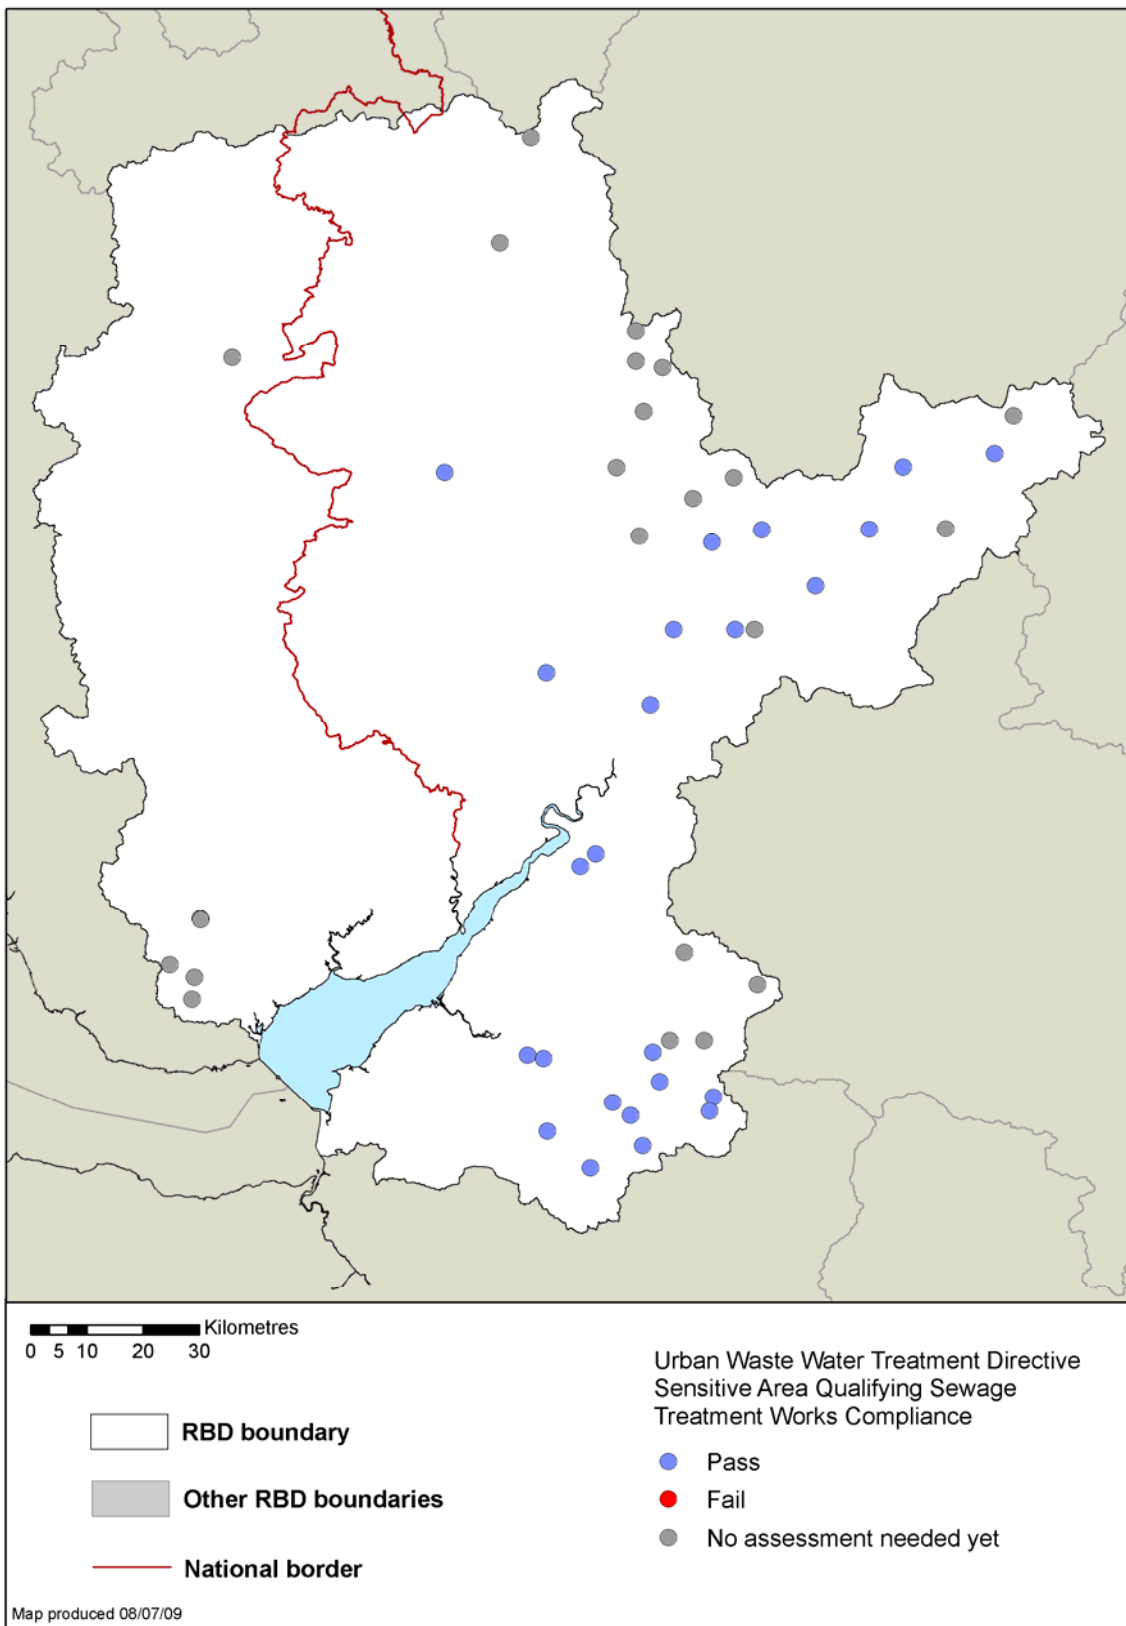 Kilometres
0 5 10 20 30
RBD boundary
Other RBD boundaries
National border
Map produced 08/07/09
Urban Waste Water Treatment Directive
Sensitive Area Qualifying Sewage
Treatment Works Compliance
Pass
Fail
No assessment needed yet